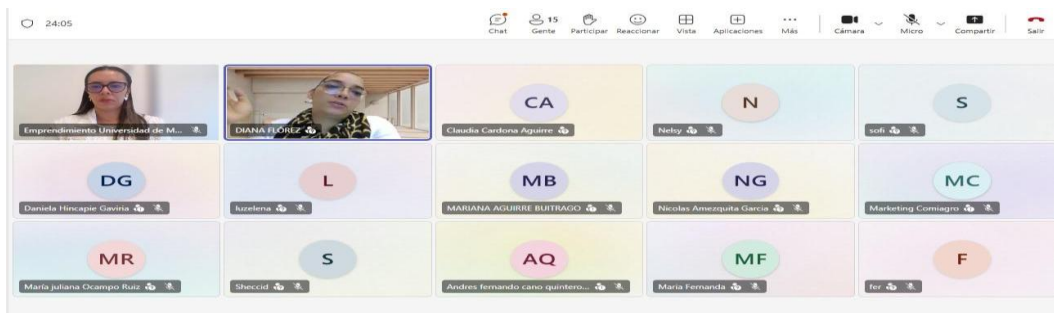 24:05
Chat
15
Gente
Participar
Reaccionar
Vista
Aplicaciones
Más
Cámara
Micro
Compartir
Salir
Emprendimiento Universidad de M...
DIANA FLOREZ
CA
Claudia Cardona Aguirre
N
Nelsy
S
sofi
DG
Daniela Hincapie Gaviria
L
luzelena
MB
MARIANA AGUIRRE BUITRAGO
NG
Nicolas Amezquita Garcia
MC
Marketing Comiagro
MR
María juliana Ocampo Ruiz
S
Sheccid
AQ
Andres fernando cano quintero...
MF
Maria Fernanda
F
fer